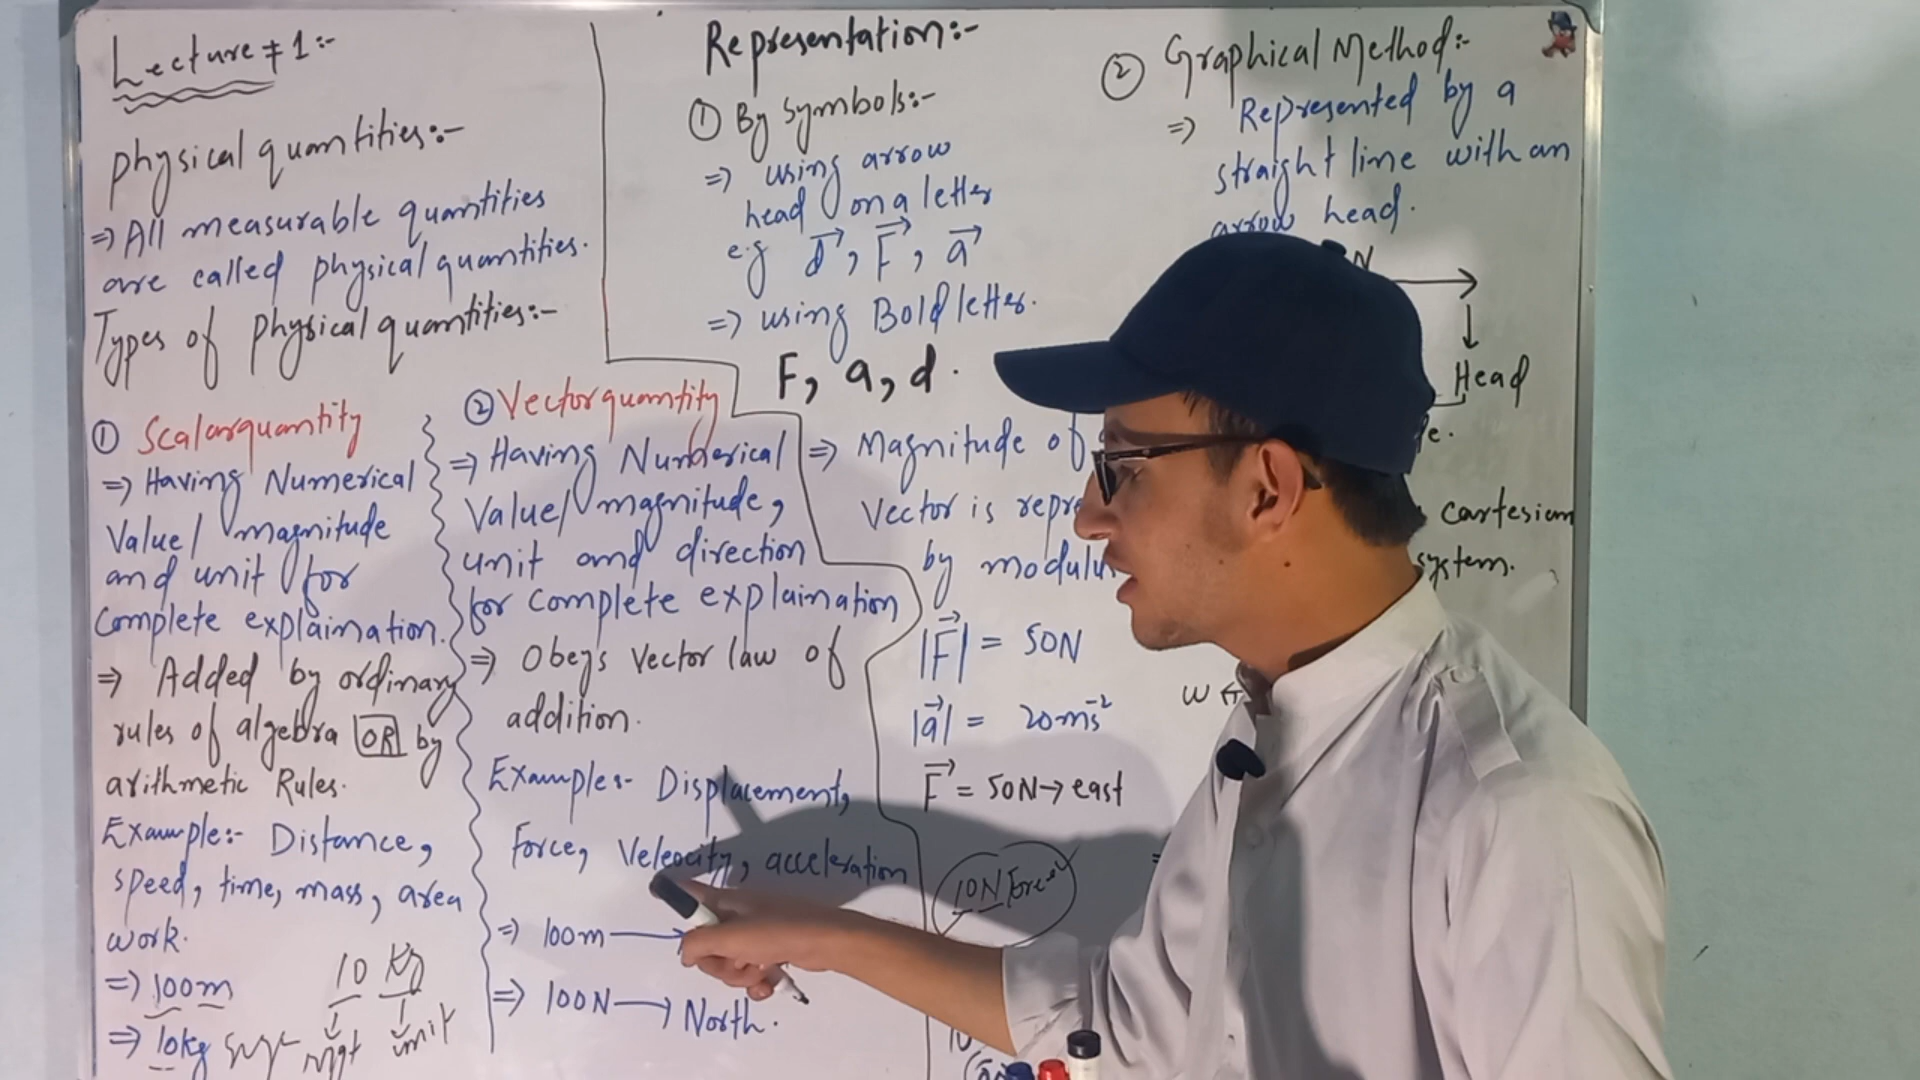 Lecture # 1:-
Physical quantities:-
=> All measurable quantities
are called physical quantities.
Types of physical quantities:-
① Scalar quantity
=> Having Numerical
Value/ magnitude
and unit for
Complete explaination.
=> Added by ordinary
rules of algebra OR by
arithmetic Rules.
Example:- Distance,
speed, time, mass, area
work.
=> 100m
=> 10kg
10 kg
mgt unit
② Vector quantity
=> Having Numerical
Value/ magnitude,
unit and direction
for complete explaination
=> Obeys Vector law of
addition.
Example:- Displacement,
Force, Veleocity, acceleration
=> 100m →
=> 100N → North.
Representation:-
① By Symbols:-
=> using arrow
head on a letter
e.g d⃗, F⃗, a⃗
=> using Bold letter.
F, a, d.
=> Magnitude of
Vector is
by
|F⃗| = 50N
|a⃗| = 20ms⁻²
F⃗ = 50N → east
10N Force
② Graphical Method:-
=> Represented by a
straight line with an
arrow head.
N
Head
cartesian
system.
W